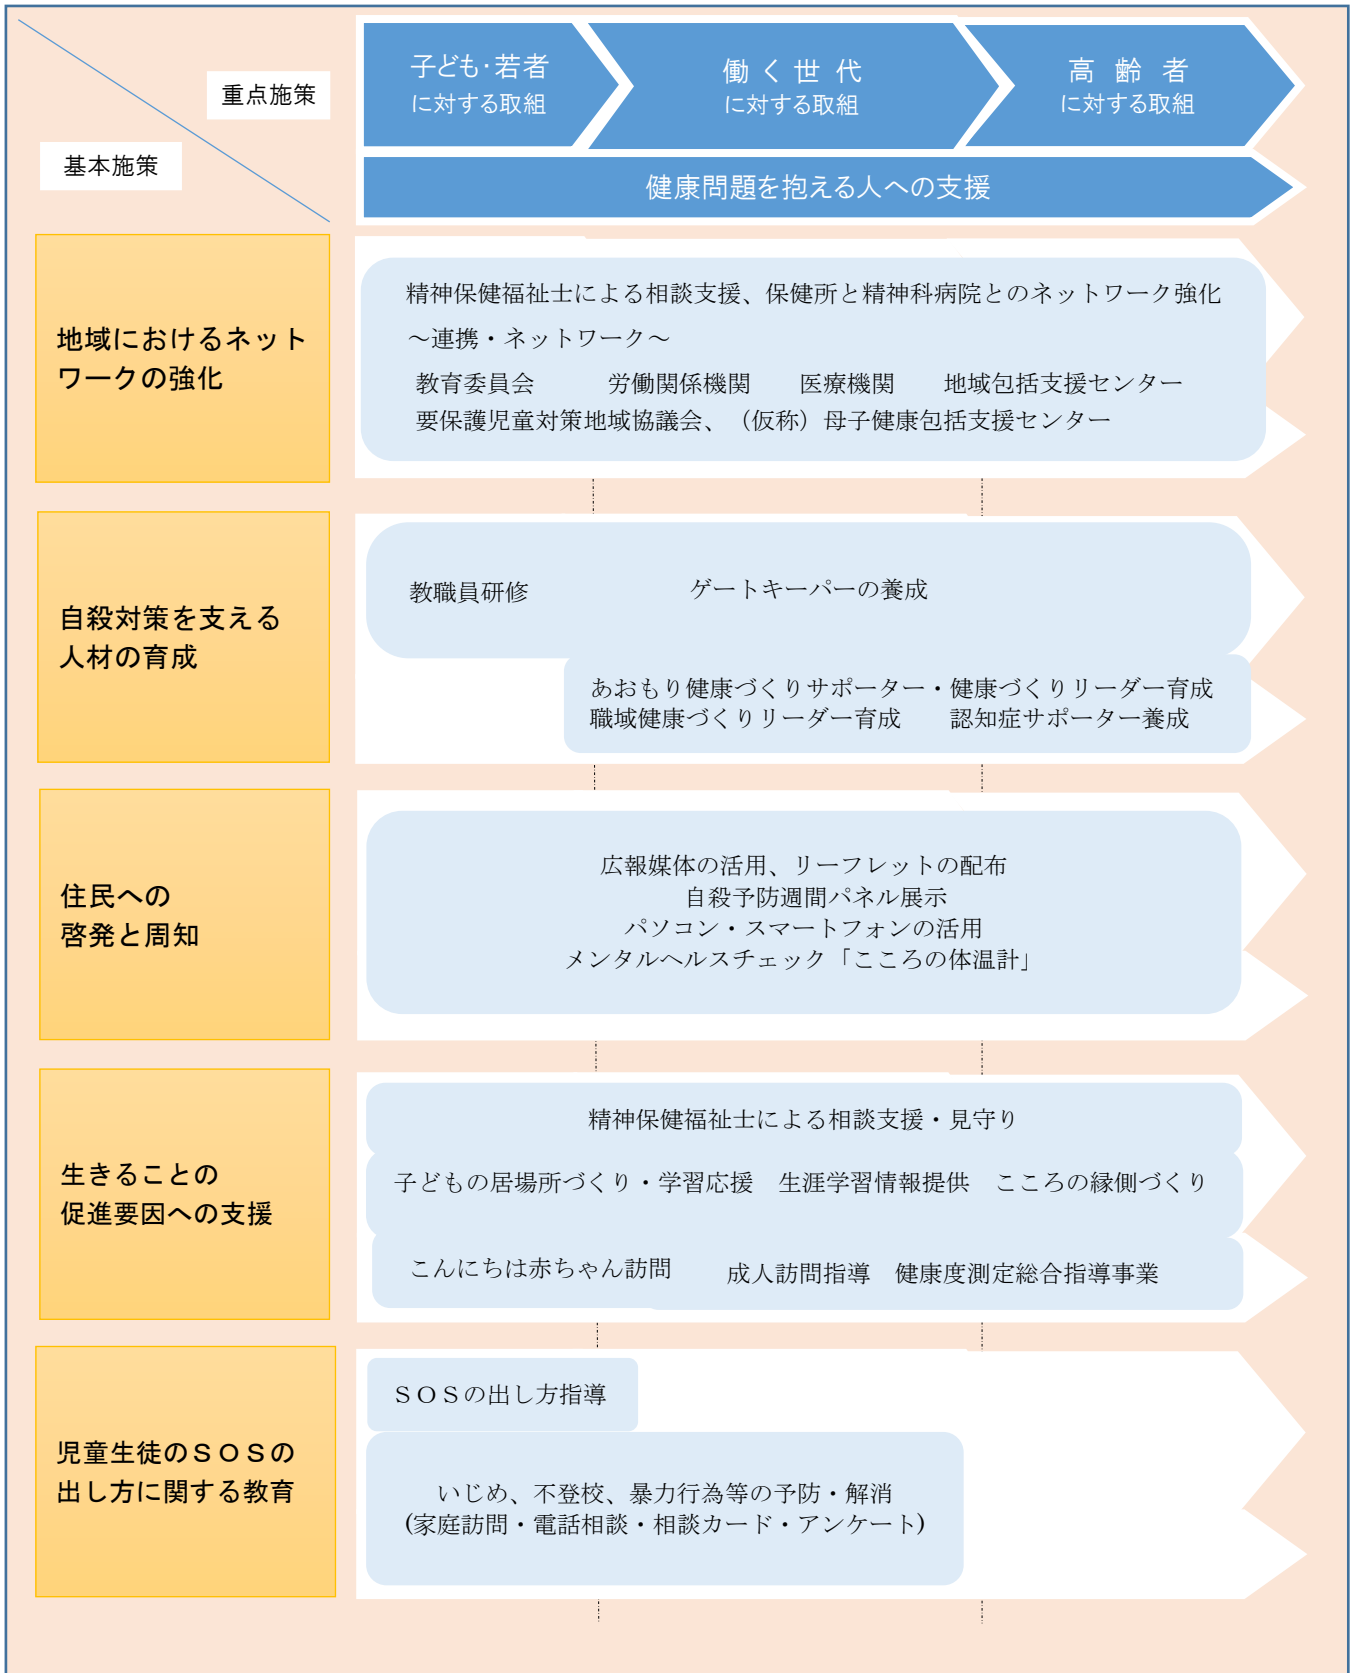 重点施策
基本施策
子ども・若者
に対する取組
働く世代
に対する取組
高齢者
に対する取組
健康問題を抱える人への支援
地域におけるネット
ワークの強化
精神保健福祉士による相談支援、保健所と精神科病院とのネットワーク強化
～連携・ネットワーク～
教育委員会　労働関係機関　医療機関　地域包括支援センター
要保護児童対策地域協議会、（仮称）母子健康包括支援センター
自殺対策を支える
人材の育成
教職員研修　ゲートキーパーの養成
あおもり健康づくりサポーター・健康づくりリーダー育成
職域健康づくりリーダー育成　認知症サポーター養成
住民への
啓発と周知
広報媒体の活用、リーフレットの配布
自殺予防週間パネル展示
パソコン・スマートフォンの活用
メンタルヘルスチェック「こころの体温計」
生きることの
促進要因への支援
精神保健福祉士による相談支援・見守り
子どもの居場所づくり・学習応援　生涯学習情報提供　こころの縁側づくり
こんにちは赤ちゃん訪問　成人訪問指導　健康度測定総合指導事業
児童生徒のＳＯＳの
出し方に関する教育
ＳＯＳの出し方指導
いじめ、不登校、暴力行為等の予防・解消
(家庭訪問・電話相談・相談カード・アンケート)